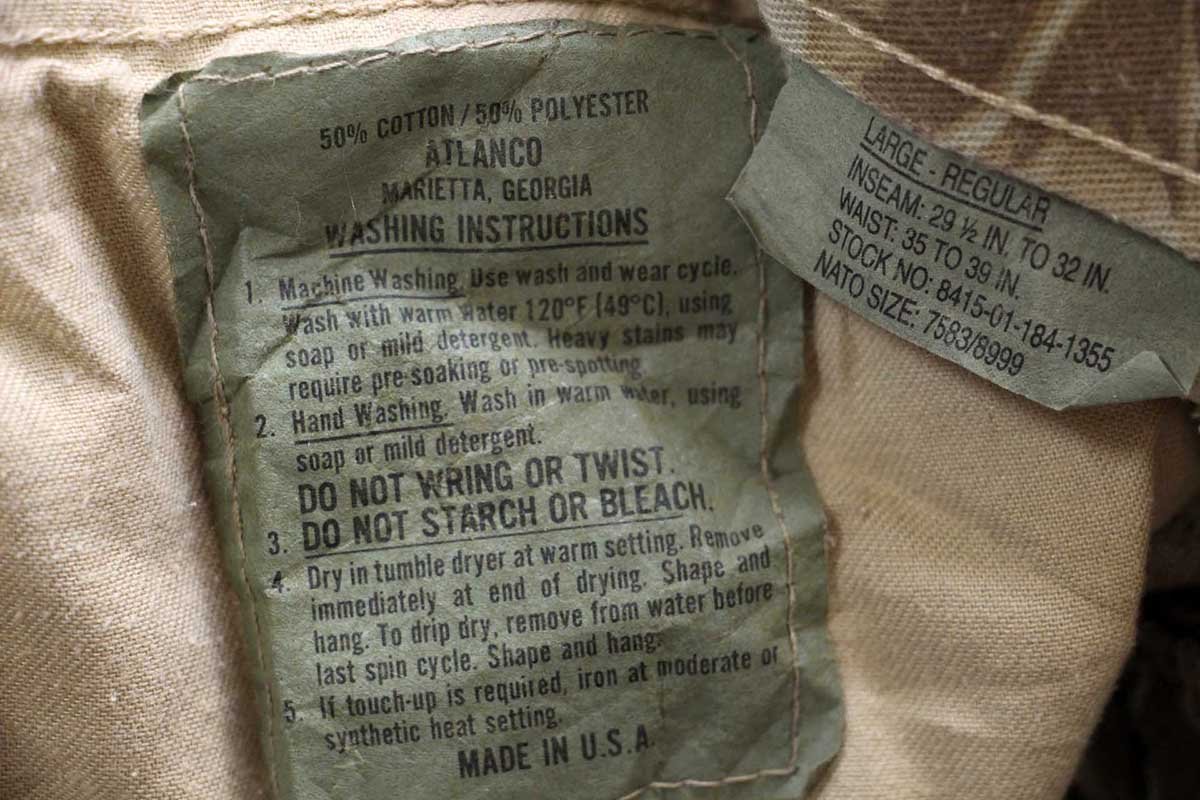 50% COTTON / 50% POLYESTER
ATLANCO
MARIETTA, GEORGIA
WASHING INSTRUCTIONS
1. Machine Washing. Use wash and wear cycle.
Wash with warm water 120°F (49°C), using
soap or mild detergent. Heavy stains may
require pre-soaking or pre-spotting
2. Hand Washing. Wash in warm water, using
soap or mild detergent.
DO NOT WRING OR TWIST.
3. DO NOT STARCH OR BLEACH.
4. Dry in tumble dryer at warm setting. Remove
immediately at end of drying. Shape and
hang. To drip dry, remove from water before
last spin cycle. Shape and hang.
5. If touch-up is required, iron at moderate or
synthetic heat setting.
MADE IN U.S.A.
LARGE - REGULAR
INSEAM: 29 ½ IN. TO 32 IN.
WAIST: 35 TO 39 IN.
STOCK NO: 8415-01-184-1355
NATO SIZE: 7583/8999